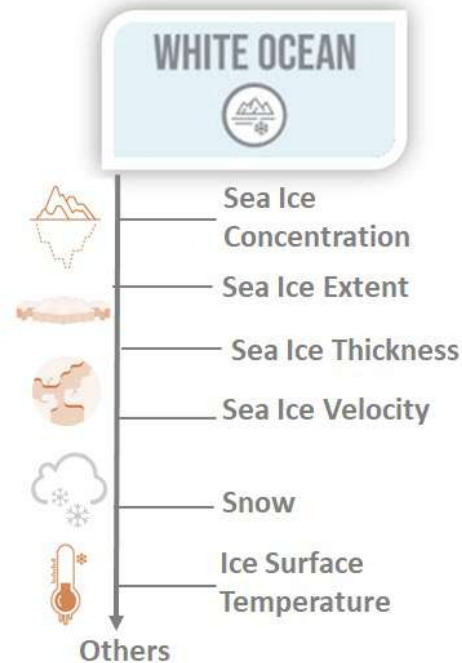 WHITE OCEAN
Sea Ice
Concentration
Sea Ice Extent
Sea Ice Thickness
Sea Ice Velocity
Snow
Ice Surface
Temperature
Others